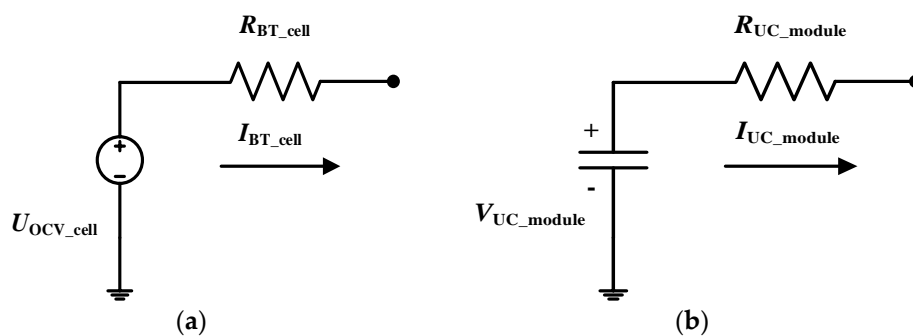 R_BT_cell
I_BT_cell
+
−
U_OCV_cell
(a)
R_UC_module
I_UC_module
+
-
V_UC_module
(b)